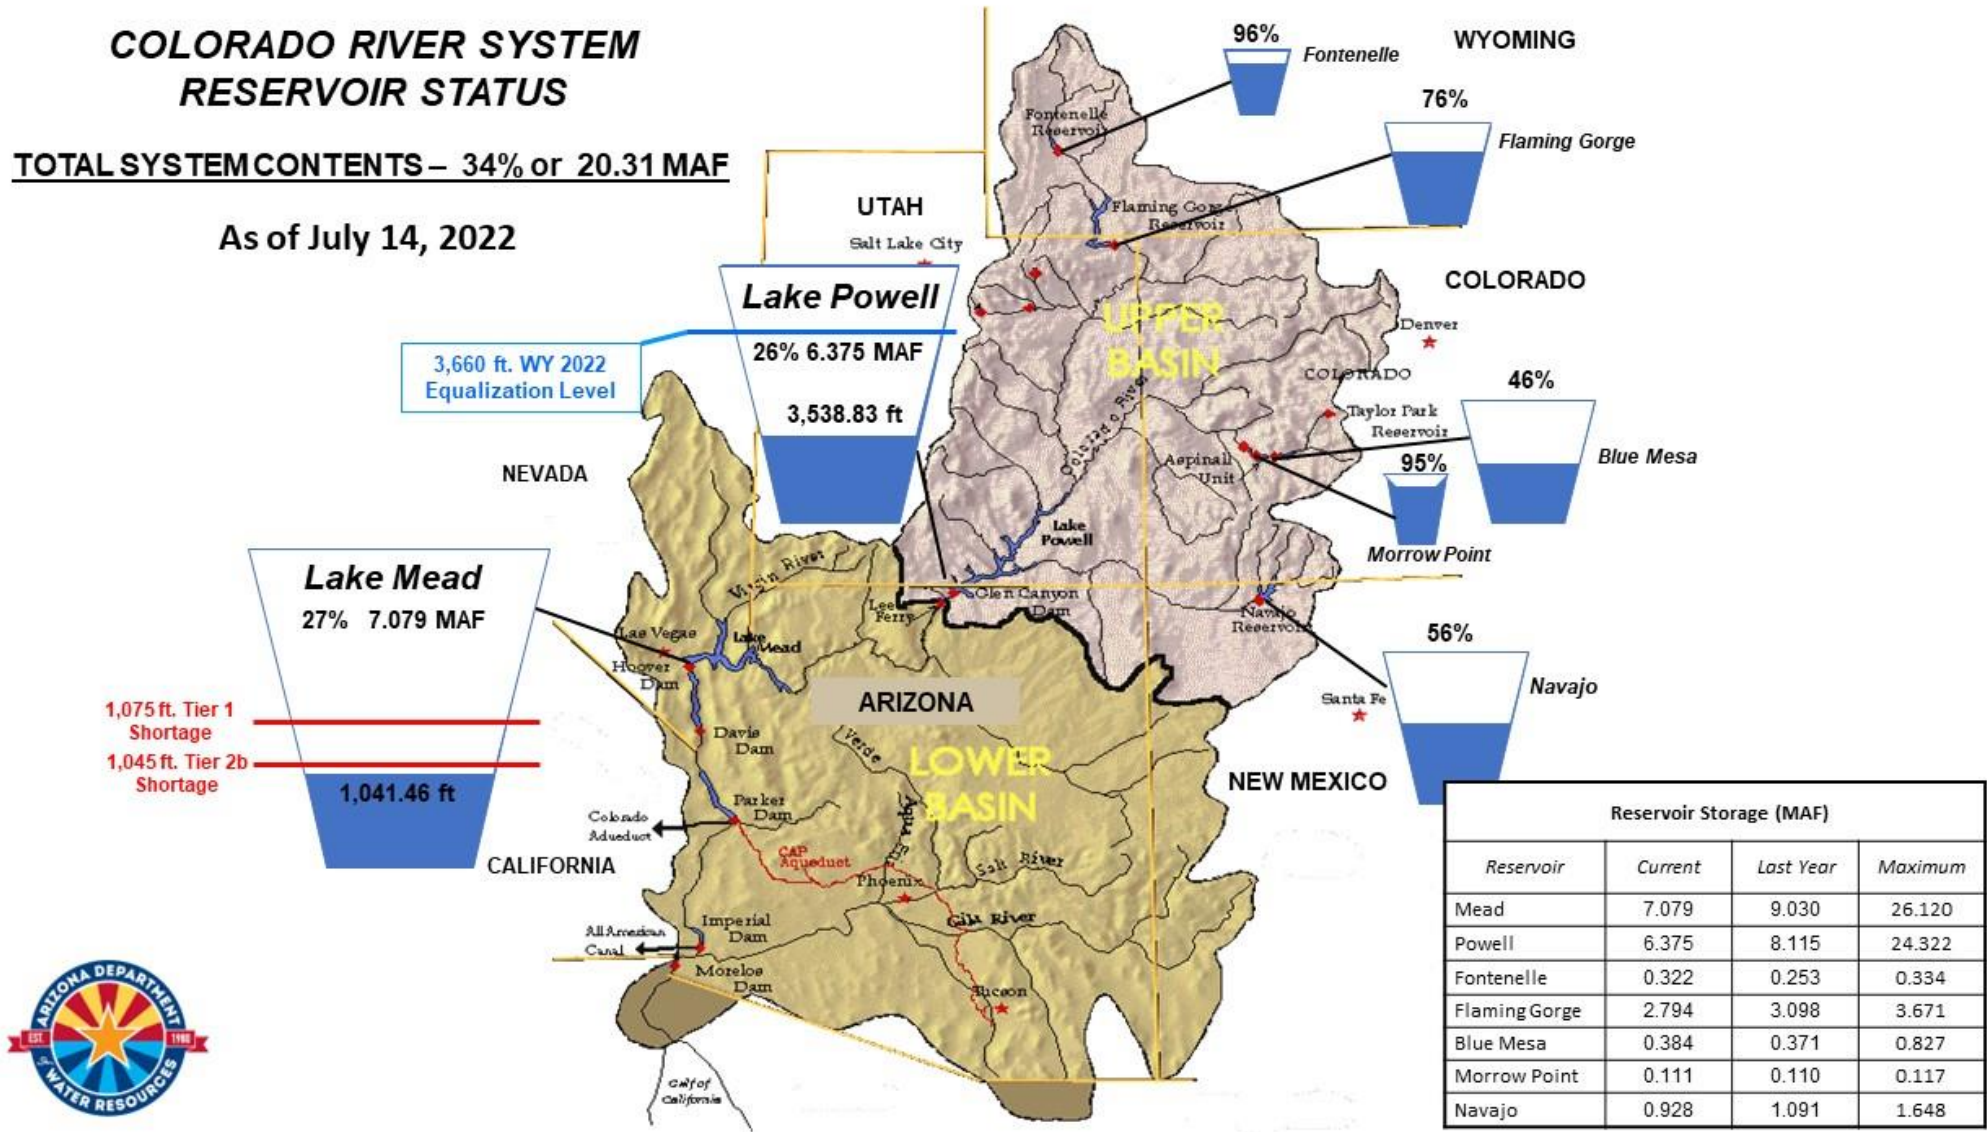 COLORADO RIVER SYSTEM
RESERVOIR STATUS
TOTAL SYSTEM CONTENTS – 34% or 20.31 MAF
As of July 14, 2022
96%
Fontenelle
WYOMING
76%
Flaming Gorge
Fontenelle
Reservoir
UTAH
Salt Lake City
Flaming Gorge
Reservoir
COLORADO
Lake Powell
26% 6.375 MAF
3,538.83 ft
3,660 ft. WY 2022
Equalization Level
UPPER
BASIN
Denver
COLORADO
Colorado River
46%
Blue Mesa
Taylor Park
Reservoir
Aspinall
Unit
95%
Morrow Point
NEVADA
Lake
Powell
Lake Mead
27% 7.079 MAF
1,075 ft. Tier 1
Shortage
1,045 ft. Tier 2b
Shortage
1,041.46 ft
Virgin River
Lee
Ferry
Glen Canyon
Dam
Navajo
Reservoir
56%
Navajo
Las Vegas
Lake
Mead
Hoover
Dam
ARIZONA
Santa Fe
Davis
Dam
Verde
LOWER
BASIN
NEW MEXICO
Parker
Dam
Colorado
Aqueduct
Agua Fria
CALIFORNIA
CAP
Aqueduct
Salt River
Phoenix
Gila River
Imperial
Dam
All American
Canal
Morelos
Dam
Tucson
Gulf of
California
ARIZONA DEPARTMENT
EST. 1980
of
WATER RESOURCES
Reservoir Storage (MAF)
Reservoir Current Last Year Maximum
Mead 7.079 9.030 26.120
Powell 6.375 8.115 24.322
Fontenelle 0.322 0.253 0.334
Flaming Gorge 2.794 3.098 3.671
Blue Mesa 0.384 0.371 0.827
Morrow Point 0.111 0.110 0.117
Navajo 0.928 1.091 1.648